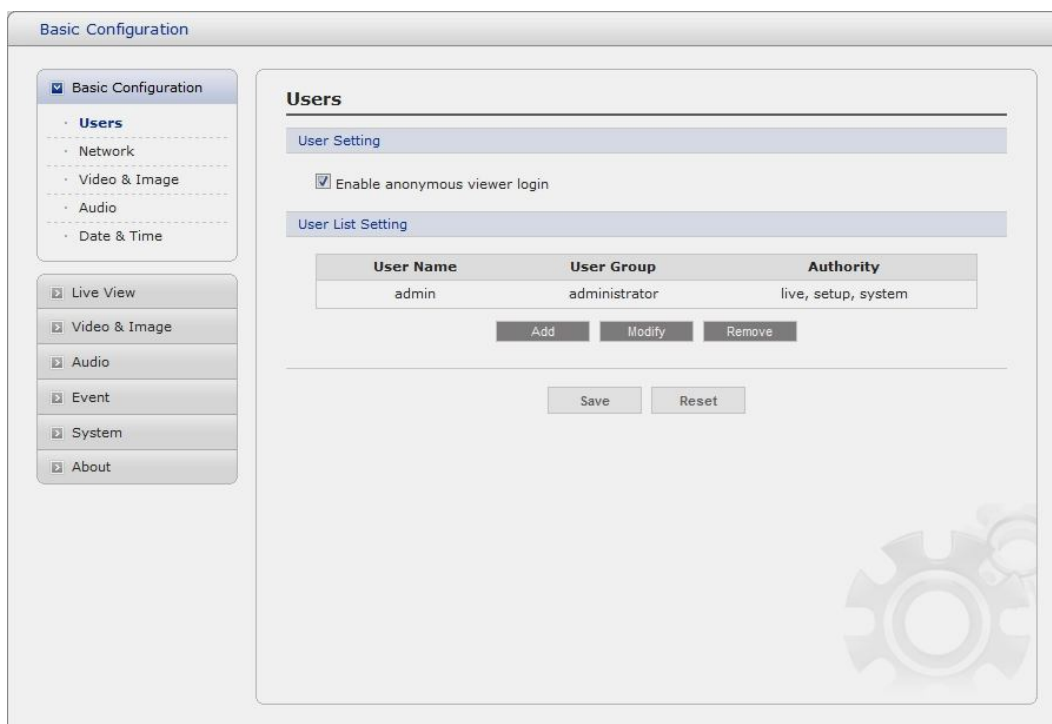 Basic Configuration
Basic Configuration
Users
Network
Video & Image
Audio
Date & Time
Live View
Video & Image
Audio
Event
System
About
Users
User Setting
Enable anonymous viewer login
User List Setting
User Name User Group Authority
admin administrator live, setup, system
Add Modify Remove
Save Reset